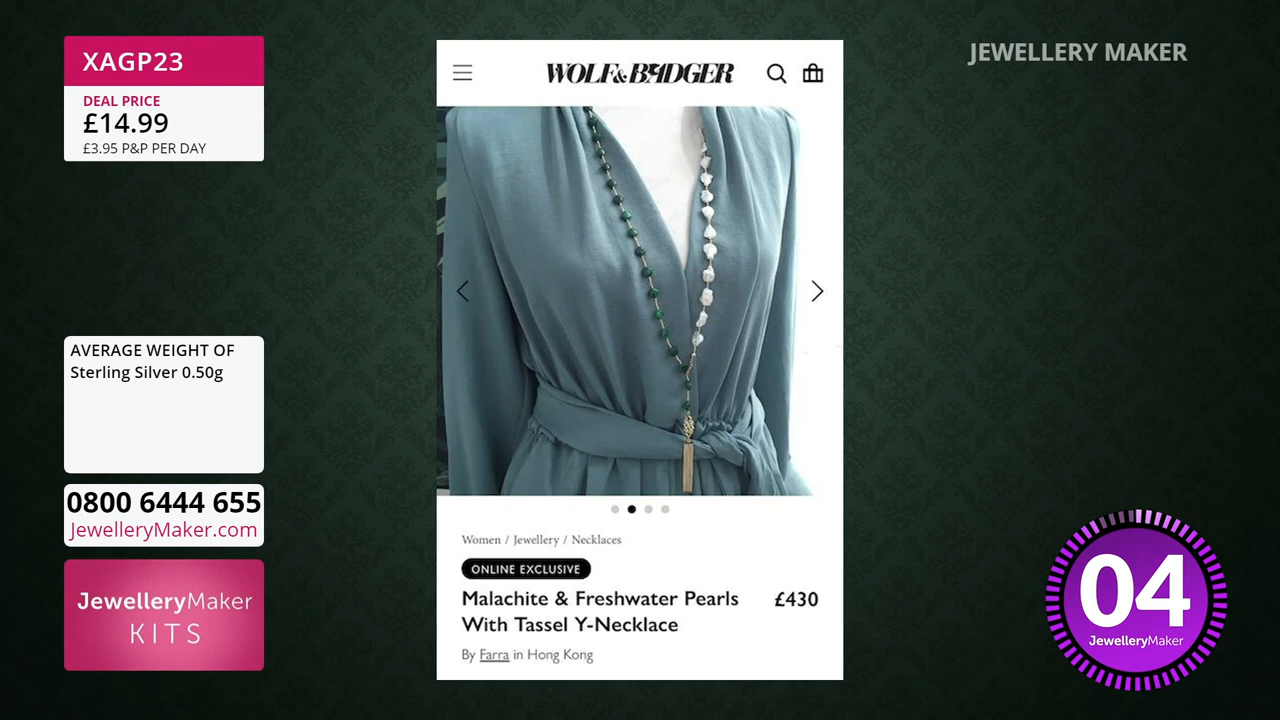 XAGP23
DEAL PRICE
£14.99
£3.95 P&P PER DAY
AVERAGE WEIGHT OF
Sterling Silver 0.50g
0800 6444 655
JewelleryMaker.com
JewelleryMaker
KITS
WOLF&BADGER
Women / Jewellery / Necklaces
ONLINE EXCLUSIVE
Malachite & Freshwater Pearls
With Tassel Y-Necklace
£430
By Farra in Hong Kong
JEWELLERY MAKER
04
JewelleryMaker